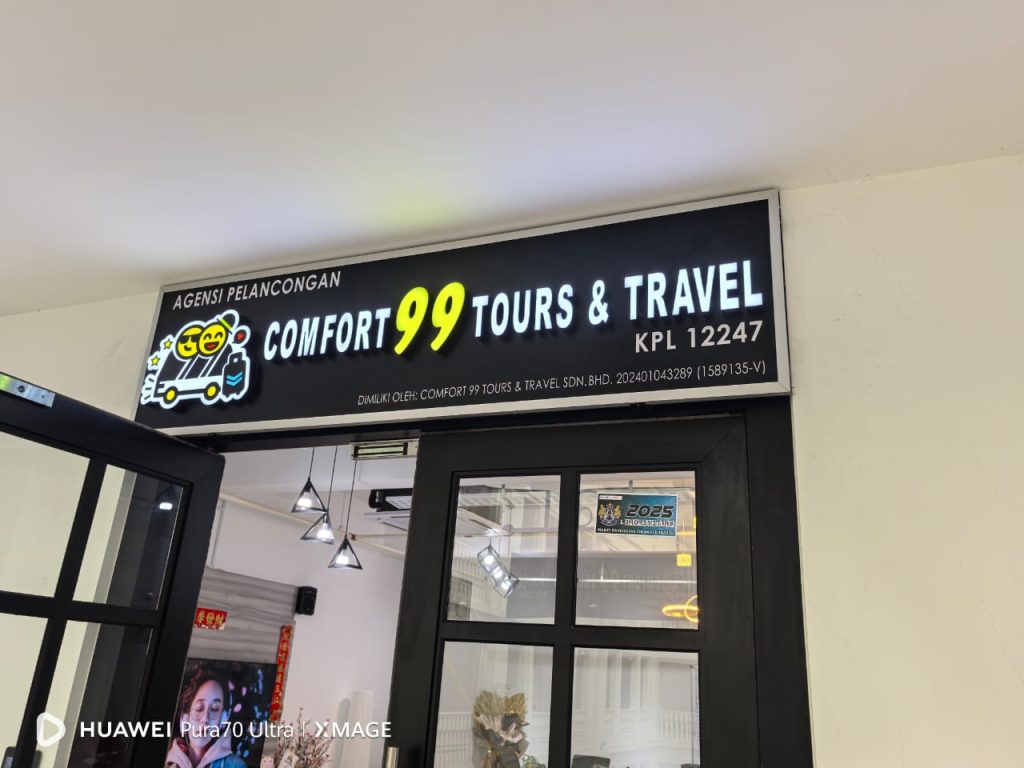 AGENSI PELANCONGAN
COMFORT 99 TOURS & TRAVEL
KPL 12247
DIMILIKI OLEH: COMFORT 99 TOURS & TRAVEL SDN.BHD. 202401043289 (1589135-V)
2025
HUAWEI Pura70 Ultra | XMAGE